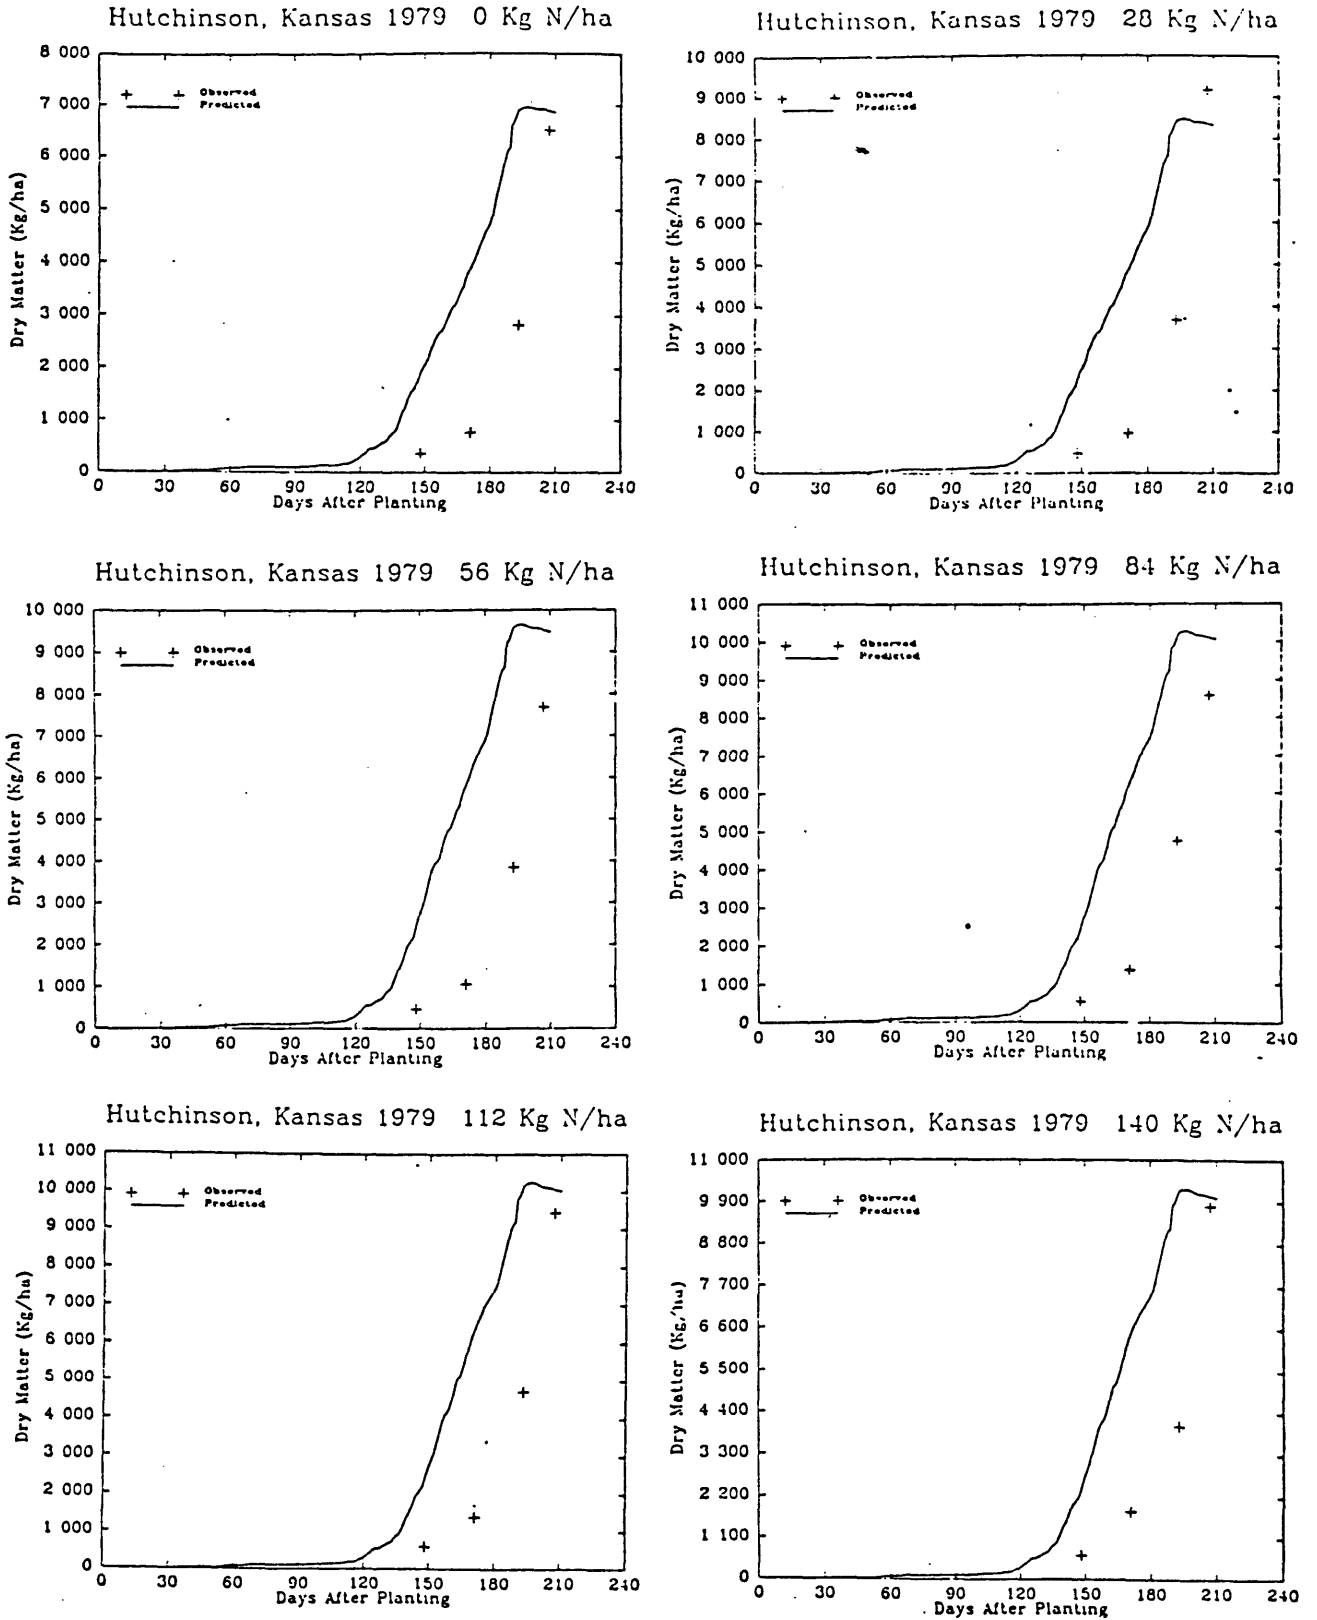 Hutchinson, Kansas 1979 0 Kg N/ha
8 000
7 000
6 000
5 000
4 000
3 000
2 000
1 000
0
Dry Matter (Kg/ha)
Observed
Predicted
0 30 60 90 120 150 180 210 240
Days After Planting
Hutchinson, Kansas 1979 28 Kg N/ha
10 000
9 000
8 000
7 000
6 000
5 000
4 000
3 000
2 000
1 000
0
Dry Matter (Kg/ha)
Observed
Predicted
0 30 60 90 120 150 180 210 240
Days After Planting
Hutchinson, Kansas 1979 56 Kg N/ha
10 000
9 000
8 000
7 000
6 000
5 000
4 000
3 000
2 000
1 000
0
Dry Matter (Kg/ha)
Observed
Predicted
0 30 60 90 120 150 180 210 240
Days After Planting
Hutchinson, Kansas 1979 84 Kg N/ha
11 000
10 000
9 000
8 000
7 000
6 000
5 000
4 000
3 000
2 000
1 000
0
Dry Matter (Kg/ha)
Observed
Predicted
0 30 60 90 120 150 180 210 240
Days After Planting
Hutchinson, Kansas 1979 112 Kg N/ha
11 000
10 000
9 000
8 000
7 000
6 000
5 000
4 000
3 000
2 000
1 000
0
Dry Matter (Kg/ha)
Observed
Predicted
0 30 60 90 120 150 180 210 240
Days After Planting
Hutchinson, Kansas 1979 140 Kg N/ha
11 000
9 900
8 800
7 700
6 600
5 500
4 400
3 300
2 200
1 100
0
Dry Matter (Kg/ha)
Observed
Predicted
0 30 60 90 120 150 180 210 240
Days After Planting